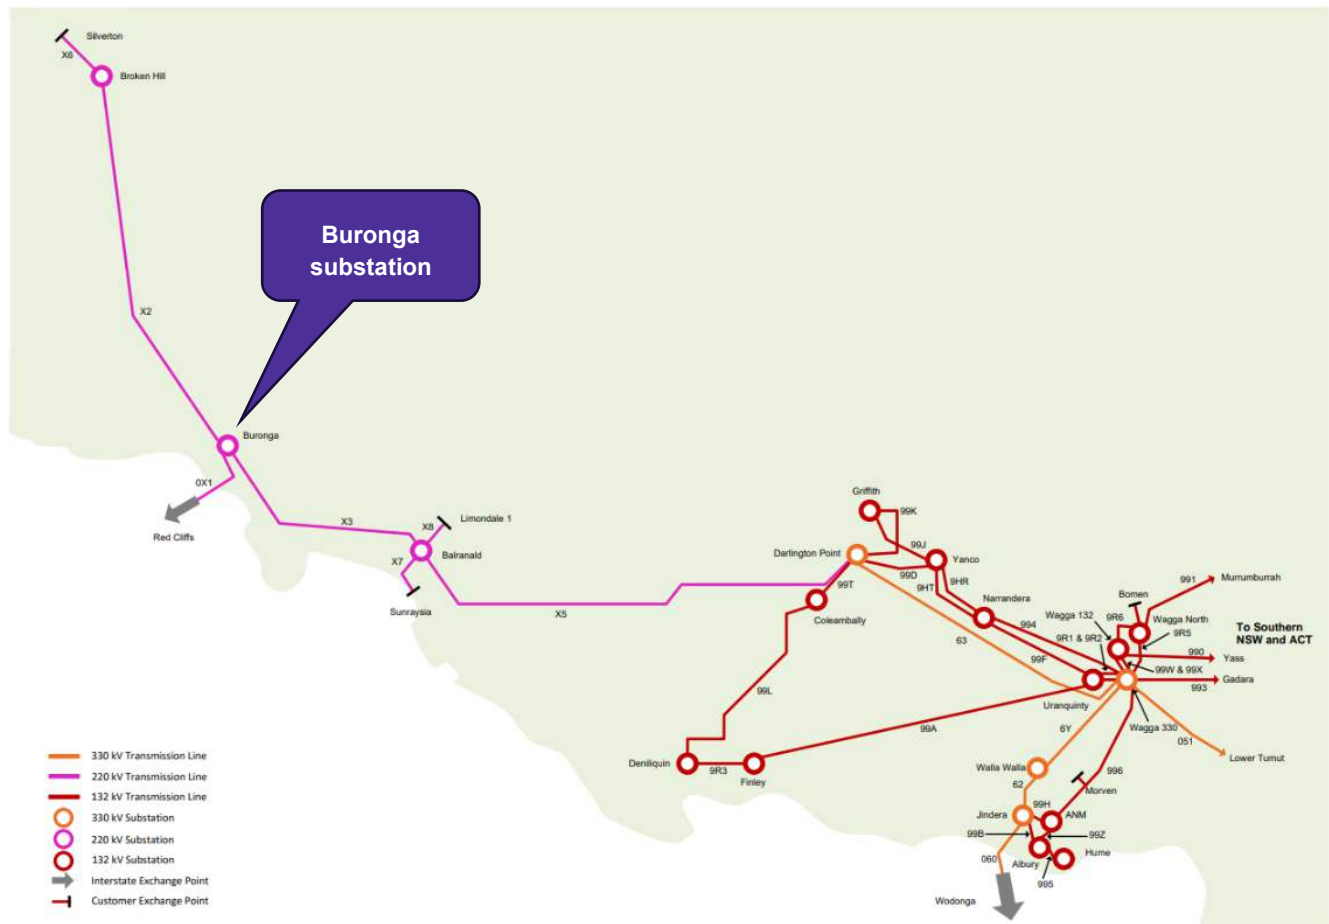 Silverton
X6
Broken Hill
Buronga
substation
X2
Buronga
0X1
Red Cliffs
X3
X8
Limondale 1
X7
Balranald
Sunraysia
X5
Griffith
99K
99J
Darlington Point
Yanco
99D
99T
9HT
9HR
Coleambally
Narrandera
994
63
99F
99L
Wagga 132
Bomen
991
Murrumburrah
9R6
Wagga North
9R1 & 9R2
9R5
To Southern
NSW and ACT
990
Yass
99W & 99X
993
Gadara
Uranquinty
Wagga 330
99A
6Y
051
Lower Tumut
Deniliquin
9R3
Finley
Walla Walla
996
62
Morven
99H
Jindera
ANM
99B
99Z
Albury
Hume
060
995
Wodonga
330 kV Transmission Line
220 kV Transmission Line
132 kV Transmission Line
330 kV Substation
220 kV Substation
132 kV Substation
Interstate Exchange Point
Customer Exchange Point